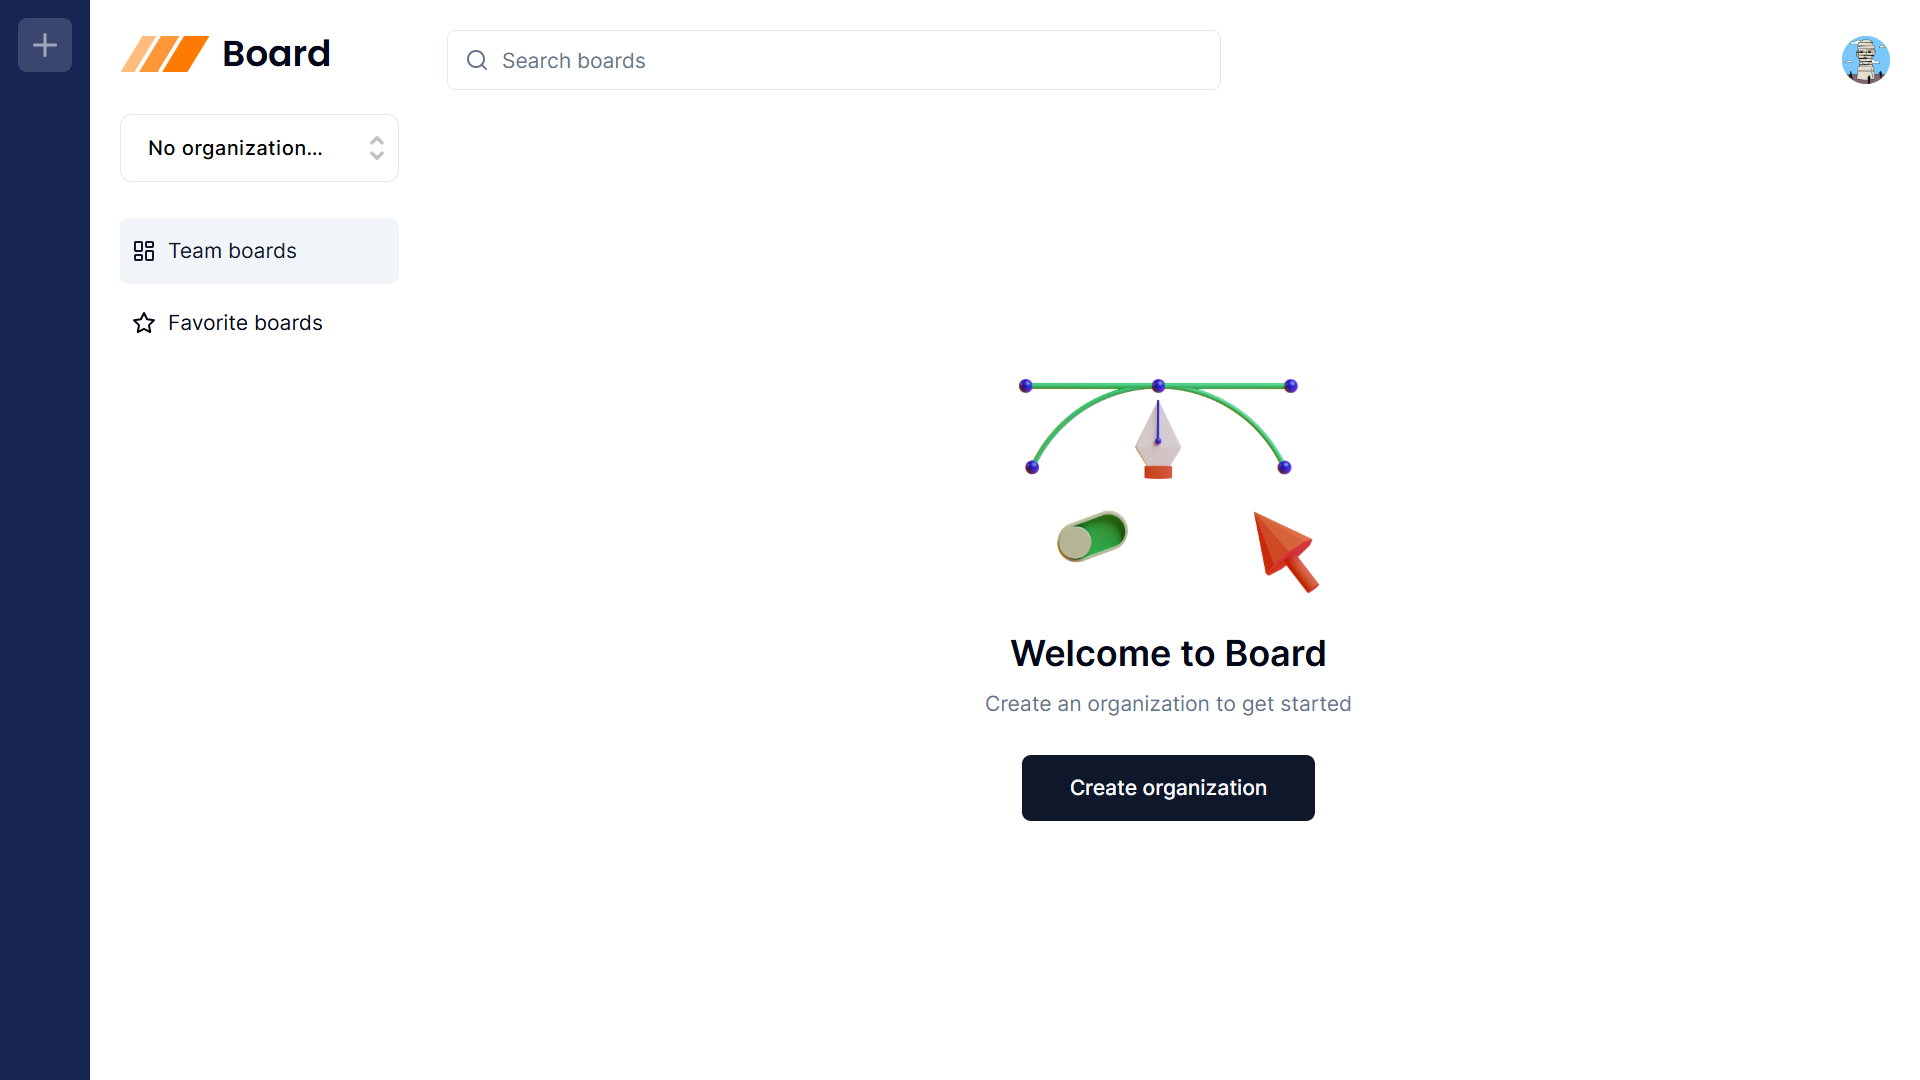 Board
Search boards
No organization...
Team boards
Favorite boards
Welcome to Board
Create an organization to get started
Create organization